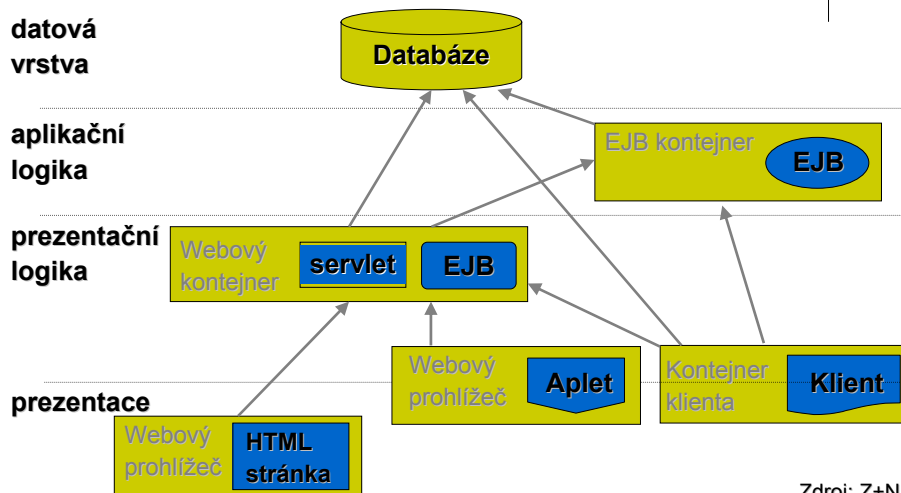 datová
vrstva
Databáze
aplikační
logika
EJB kontejner
EJB
prezentační
logika
Webový
kontejner
servlet
EJB
Webový
prohlížeč
Aplet
Kontejner
klienta
Klient
prezentace
Webový
prohlížeč
HTML
stránka
Zdroj: Z+N